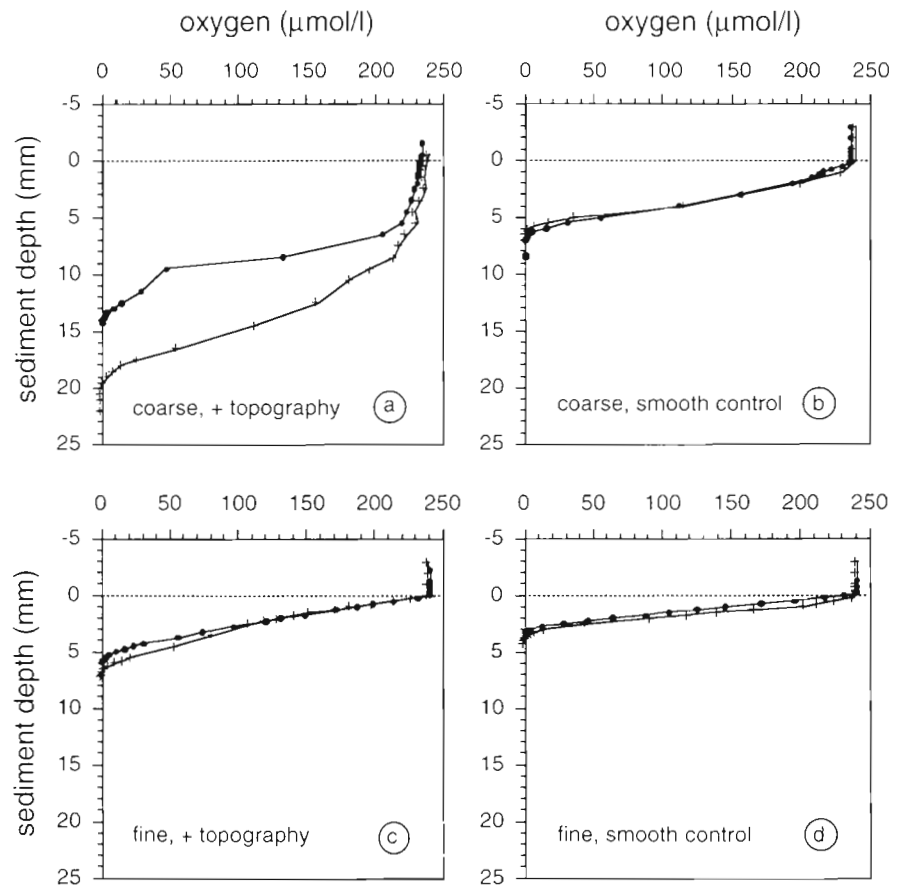 oxygen (μmol/l) oxygen (μmol/l)
0 50 100 150 200 250 0 50 100 150 200 250
-5 -5
0 0
5 5
10 10
15 15
20 20
25 25
sediment depth (mm)
coarse, + topography a
coarse, smooth control b
0 50 100 150 200 250 0 50 100 150 200 250
-5 -5
0 0
5 5
10 10
15 15
20 20
25 25
sediment depth (mm)
fine, + topography c
fine, smooth control d